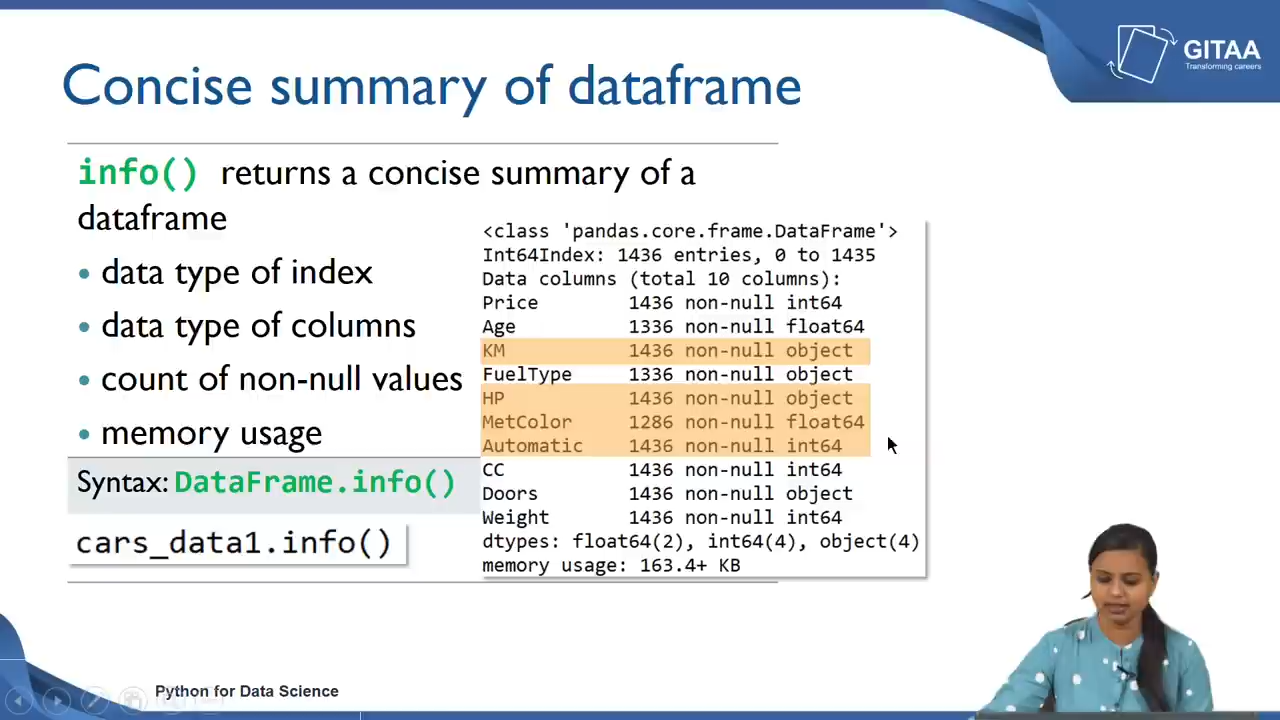 GITAA
Transforming careers
Concise summary of dataframe
info() returns a concise summary of a
dataframe
• data type of index
• data type of columns
• count of non-null values
• memory usage
Syntax: DataFrame.info()
cars_data1.info()
<class 'pandas.core.frame.DataFrame'>
Int64Index: 1436 entries, 0 to 1435
Data columns (total 10 columns):
Price 1436 non-null int64
Age 1336 non-null float64
KM 1436 non-null object
FuelType 1336 non-null object
HP 1436 non-null object
MetColor 1286 non-null float64
Automatic 1436 non-null int64
CC 1436 non-null int64
Doors 1436 non-null object
Weight 1436 non-null int64
dtypes: float64(2), int64(4), object(4)
memory usage: 163.4+ KB
Python for Data Science